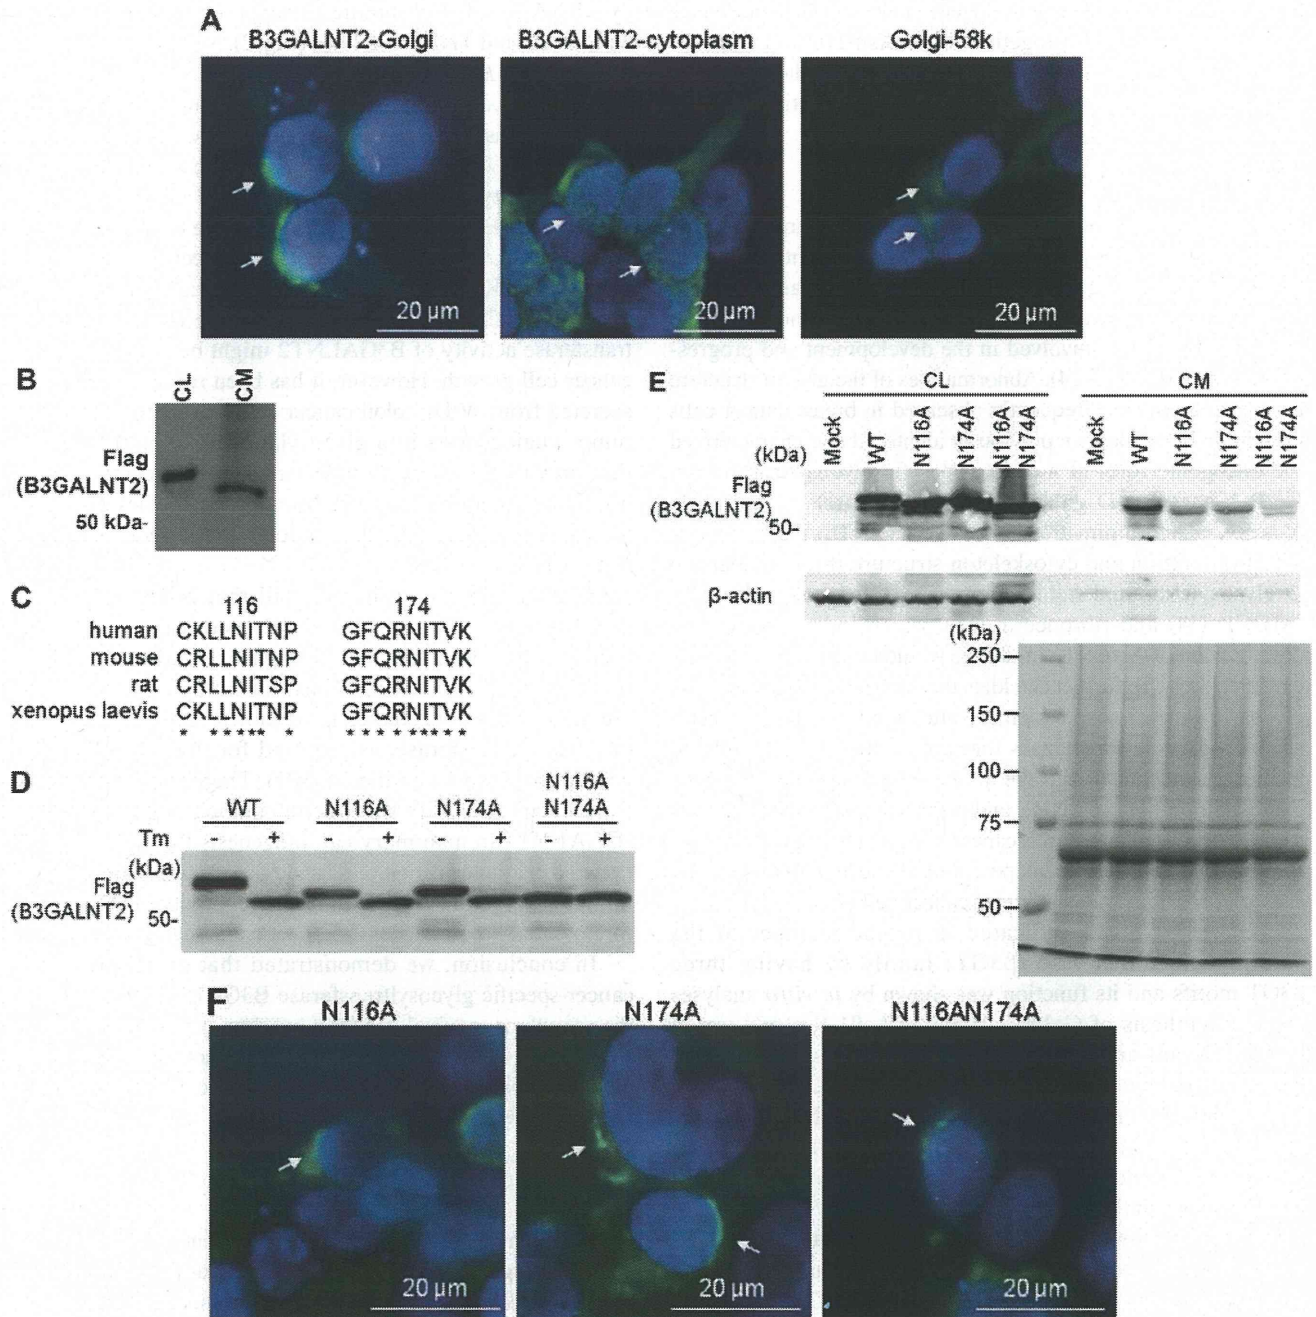 A
B3GALNT2-Golgi B3GALNT2-cytoplasm Golgi-58k
20 µm 20 µm 20 µm
B
CL CM
Flag
(B3GALNT2)
50 kDa-
C
116 174
human CKLLNITNP GFQRNITVK
mouse CRLLNITNP GFQRNITVK
rat CRLLNITSP GFQRNITVK
xenopus laevis CKLLNITNP GFQRNITVK
* ***** * *********
D
WT N116A N174A N116A N174A
Tm - + - + - + - +
(kDa)
Flag
(B3GALNT2)
50-
E
CL CM
(kDa) Mock WT N116A N174A N116A N174A Mock WT N116A N174A N116A N174A
Flag
(B3GALNT2)
50-
β-actin
(kDa)
250
150
100
75
50
F
N116A N174A N116AN174A
20 µm 20 µm 20 µm